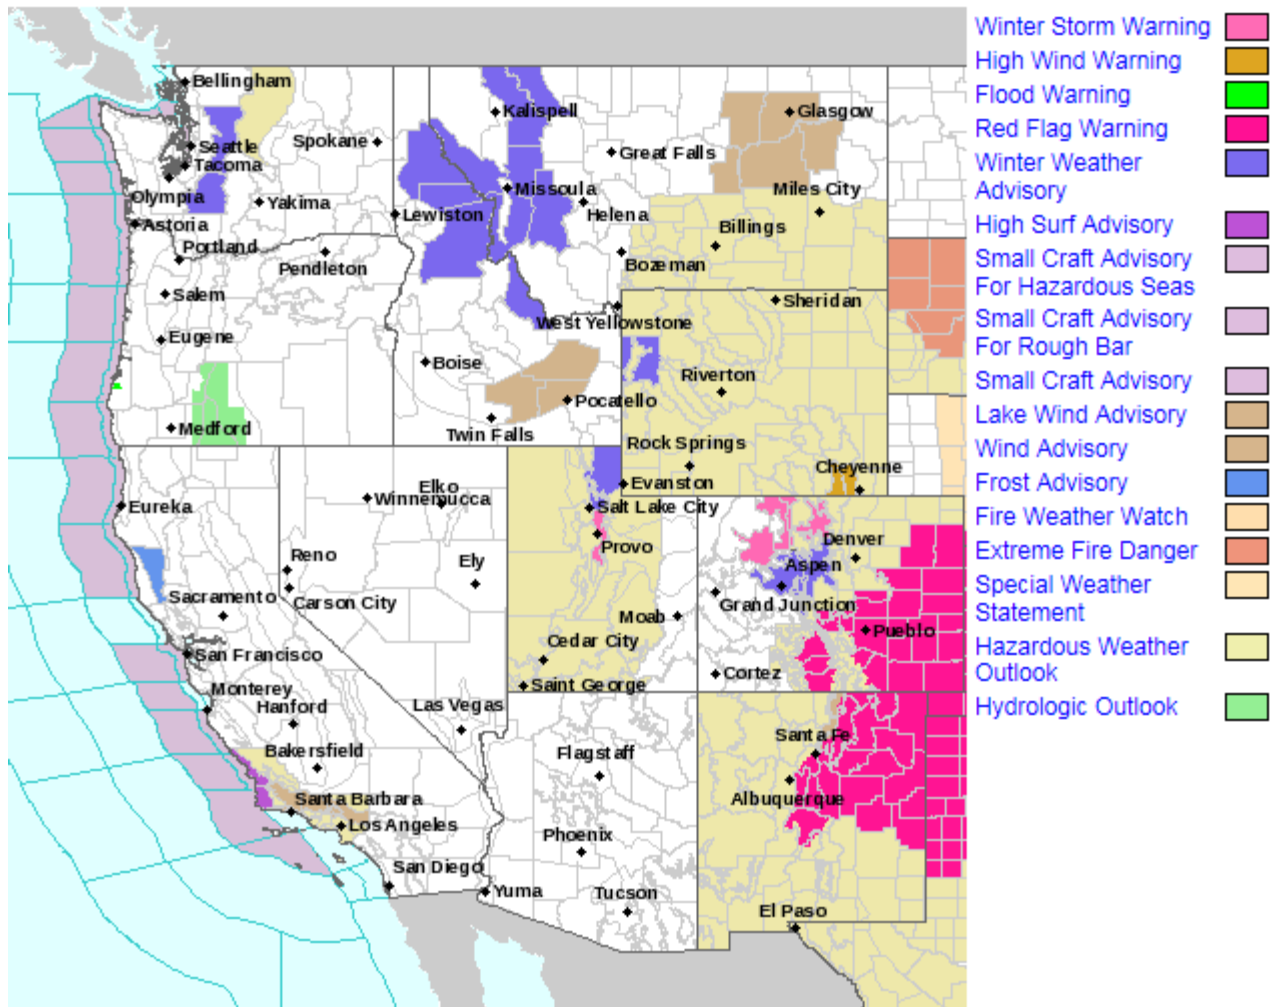 Winter Storm Warning
High Wind Warning
Flood Warning
Red Flag Warning
Winter Weather
Advisory
High Surf Advisory
Small Craft Advisory
For Hazardous Seas
Small Craft Advisory
For Rough Bar
Small Craft Advisory
Lake Wind Advisory
Wind Advisory
Frost Advisory
Fire Weather Watch
Extreme Fire Danger
Special Weather
Statement
Hazardous Weather
Outlook
Hydrologic Outlook
Bellingham
Kalispell
Glasgow
Seattle
Spokane
Great Falls
Tacoma
Olympia
Yakima
Lewiston
Missoula
Helena
Miles City
Astoria
Portland
Pendleton
Billings
Bozeman
Salem
Sheridan
West Yellowstone
Eugene
Boise
Riverton
Pocatello
Medford
Twin Falls
Rock Springs
Cheyenne
Evanston
Elko
Winnemucca
Eureka
Salt Lake City
Provo
Denver
Reno
Ely
Aspen
Sacramento
Carson City
Grand Junction
Moab
Pueblo
San Francisco
Cedar City
Cortez
Saint George
Monterey
Hanford
Las Vegas
Bakersfield
Flagstaff
Santa Fe
Santa Barbara
Albuquerque
Los Angeles
Phoenix
San Diego
Yuma
Tucson
El Paso